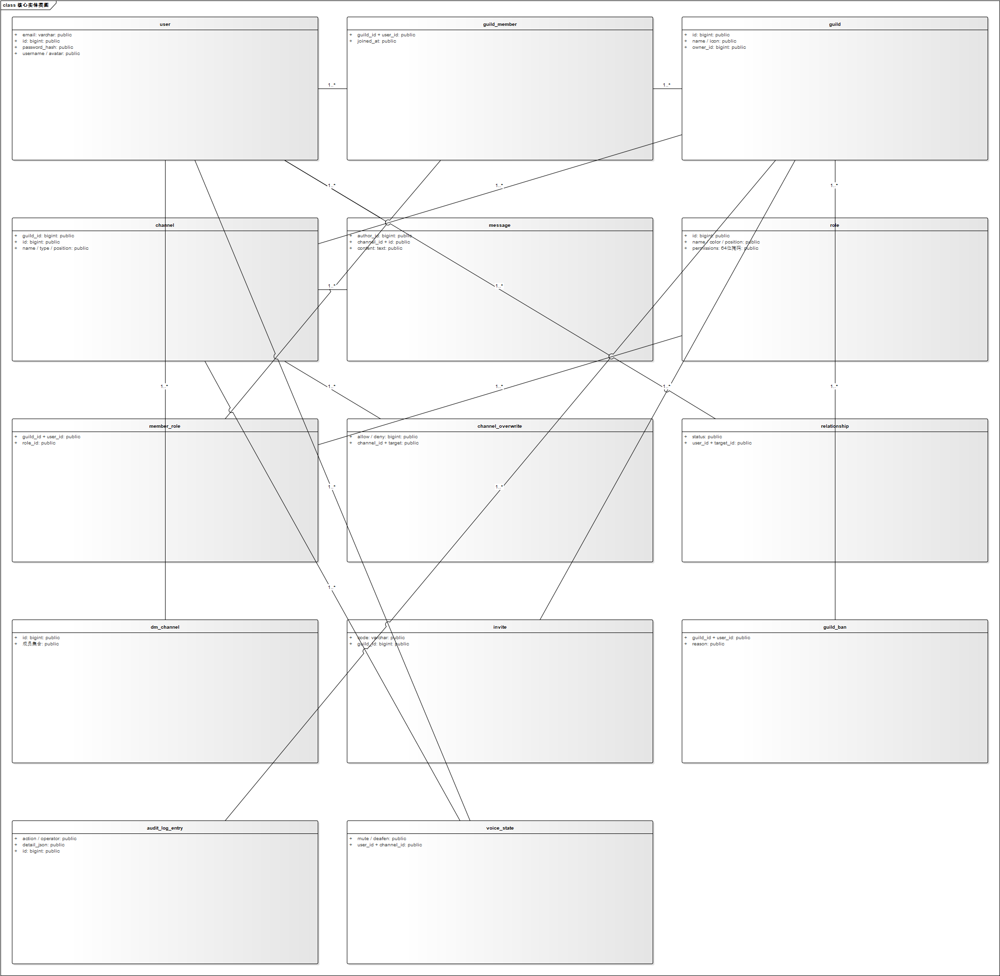 class 核心实体类图
user
+ email: varchar: public
+ id: bigint: public
+ password_hash: public
+ username / avatar: public
guild_member
+ guild_id + user_id: public
+ joined_at: public
guild
+ id: bigint: public
+ name / icon: public
+ owner_id: bigint: public
1..*
1..*
1..*
1..*
1..*
channel
+ guild_id: bigint: public
+ id: bigint: public
+ name / type / position: public
message
+ author_id: bigint: public
+ channel_id + id: public
+ content: text: public
role
+ id: bigint: public
+ name / color / position: public
+ permissions: 64位掩码: public
1..*
1..*
1..*
1..*
1..*
1..*
1..*
member_role
+ guild_id + user_id: public
+ role_id: public
channel_overwrite
+ allow / deny: bigint: public
+ channel_id + target: public
relationship
+ status: public
+ user_id + target_id: public
1..*
1..*
1..*
dm_channel
+ id: bigint: public
+ 成员集合: public
invite
+ code: varchar: public
+ guild_id: bigint: public
guild_ban
+ guild_id + user_id: public
+ reason: public
audit_log_entry
+ action / operator: public
+ detail_json: public
+ id: bigint: public
voice_state
+ mute / deafen: public
+ user_id + channel_id: public